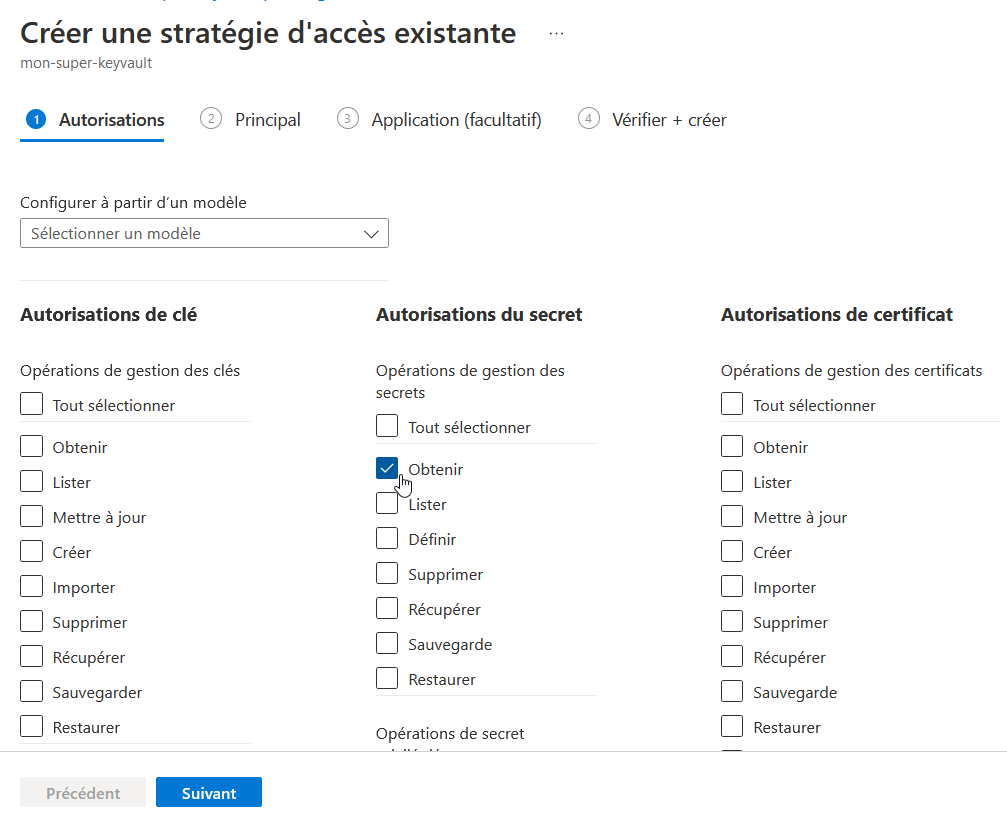 Créer une stratégie d'accès existante ...
mon-super-keyvault
1 Autorisations 2 Principal 3 Application (facultatif) 4 Vérifier + créer
Configurer à partir d’un modèle
Sélectionner un modèle
Autorisations de clé
Opérations de gestion des clés
Tout sélectionner
Obtenir
Lister
Mettre à jour
Créer
Importer
Supprimer
Récupérer
Sauvegarder
Restaurer
Autorisations du secret
Opérations de gestion des
secrets
Tout sélectionner
Obtenir
Lister
Définir
Supprimer
Récupérer
Sauvegarde
Restaurer
Opérations de secret
Autorisations de certificat
Opérations de gestion des certificats
Tout sélectionner
Obtenir
Lister
Mettre à jour
Créer
Importer
Supprimer
Récupérer
Sauvegarde
Restaurer
Précédent
Suivant